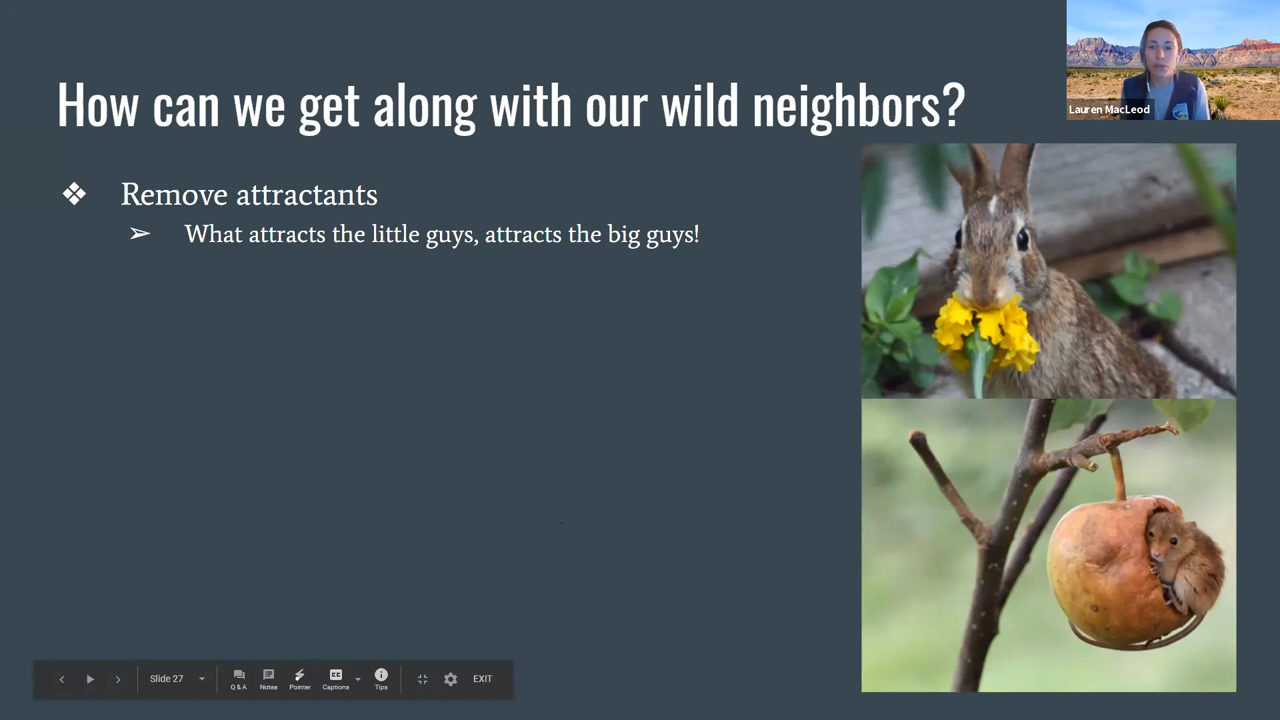 How can we get along with our wild neighbors?
Lauren MacLeod
❖ Remove attractants
➢ What attracts the little guys, attracts the big guys!
Slide 27
Q & A
Notes
Pointer
Captions
Tips
EXIT